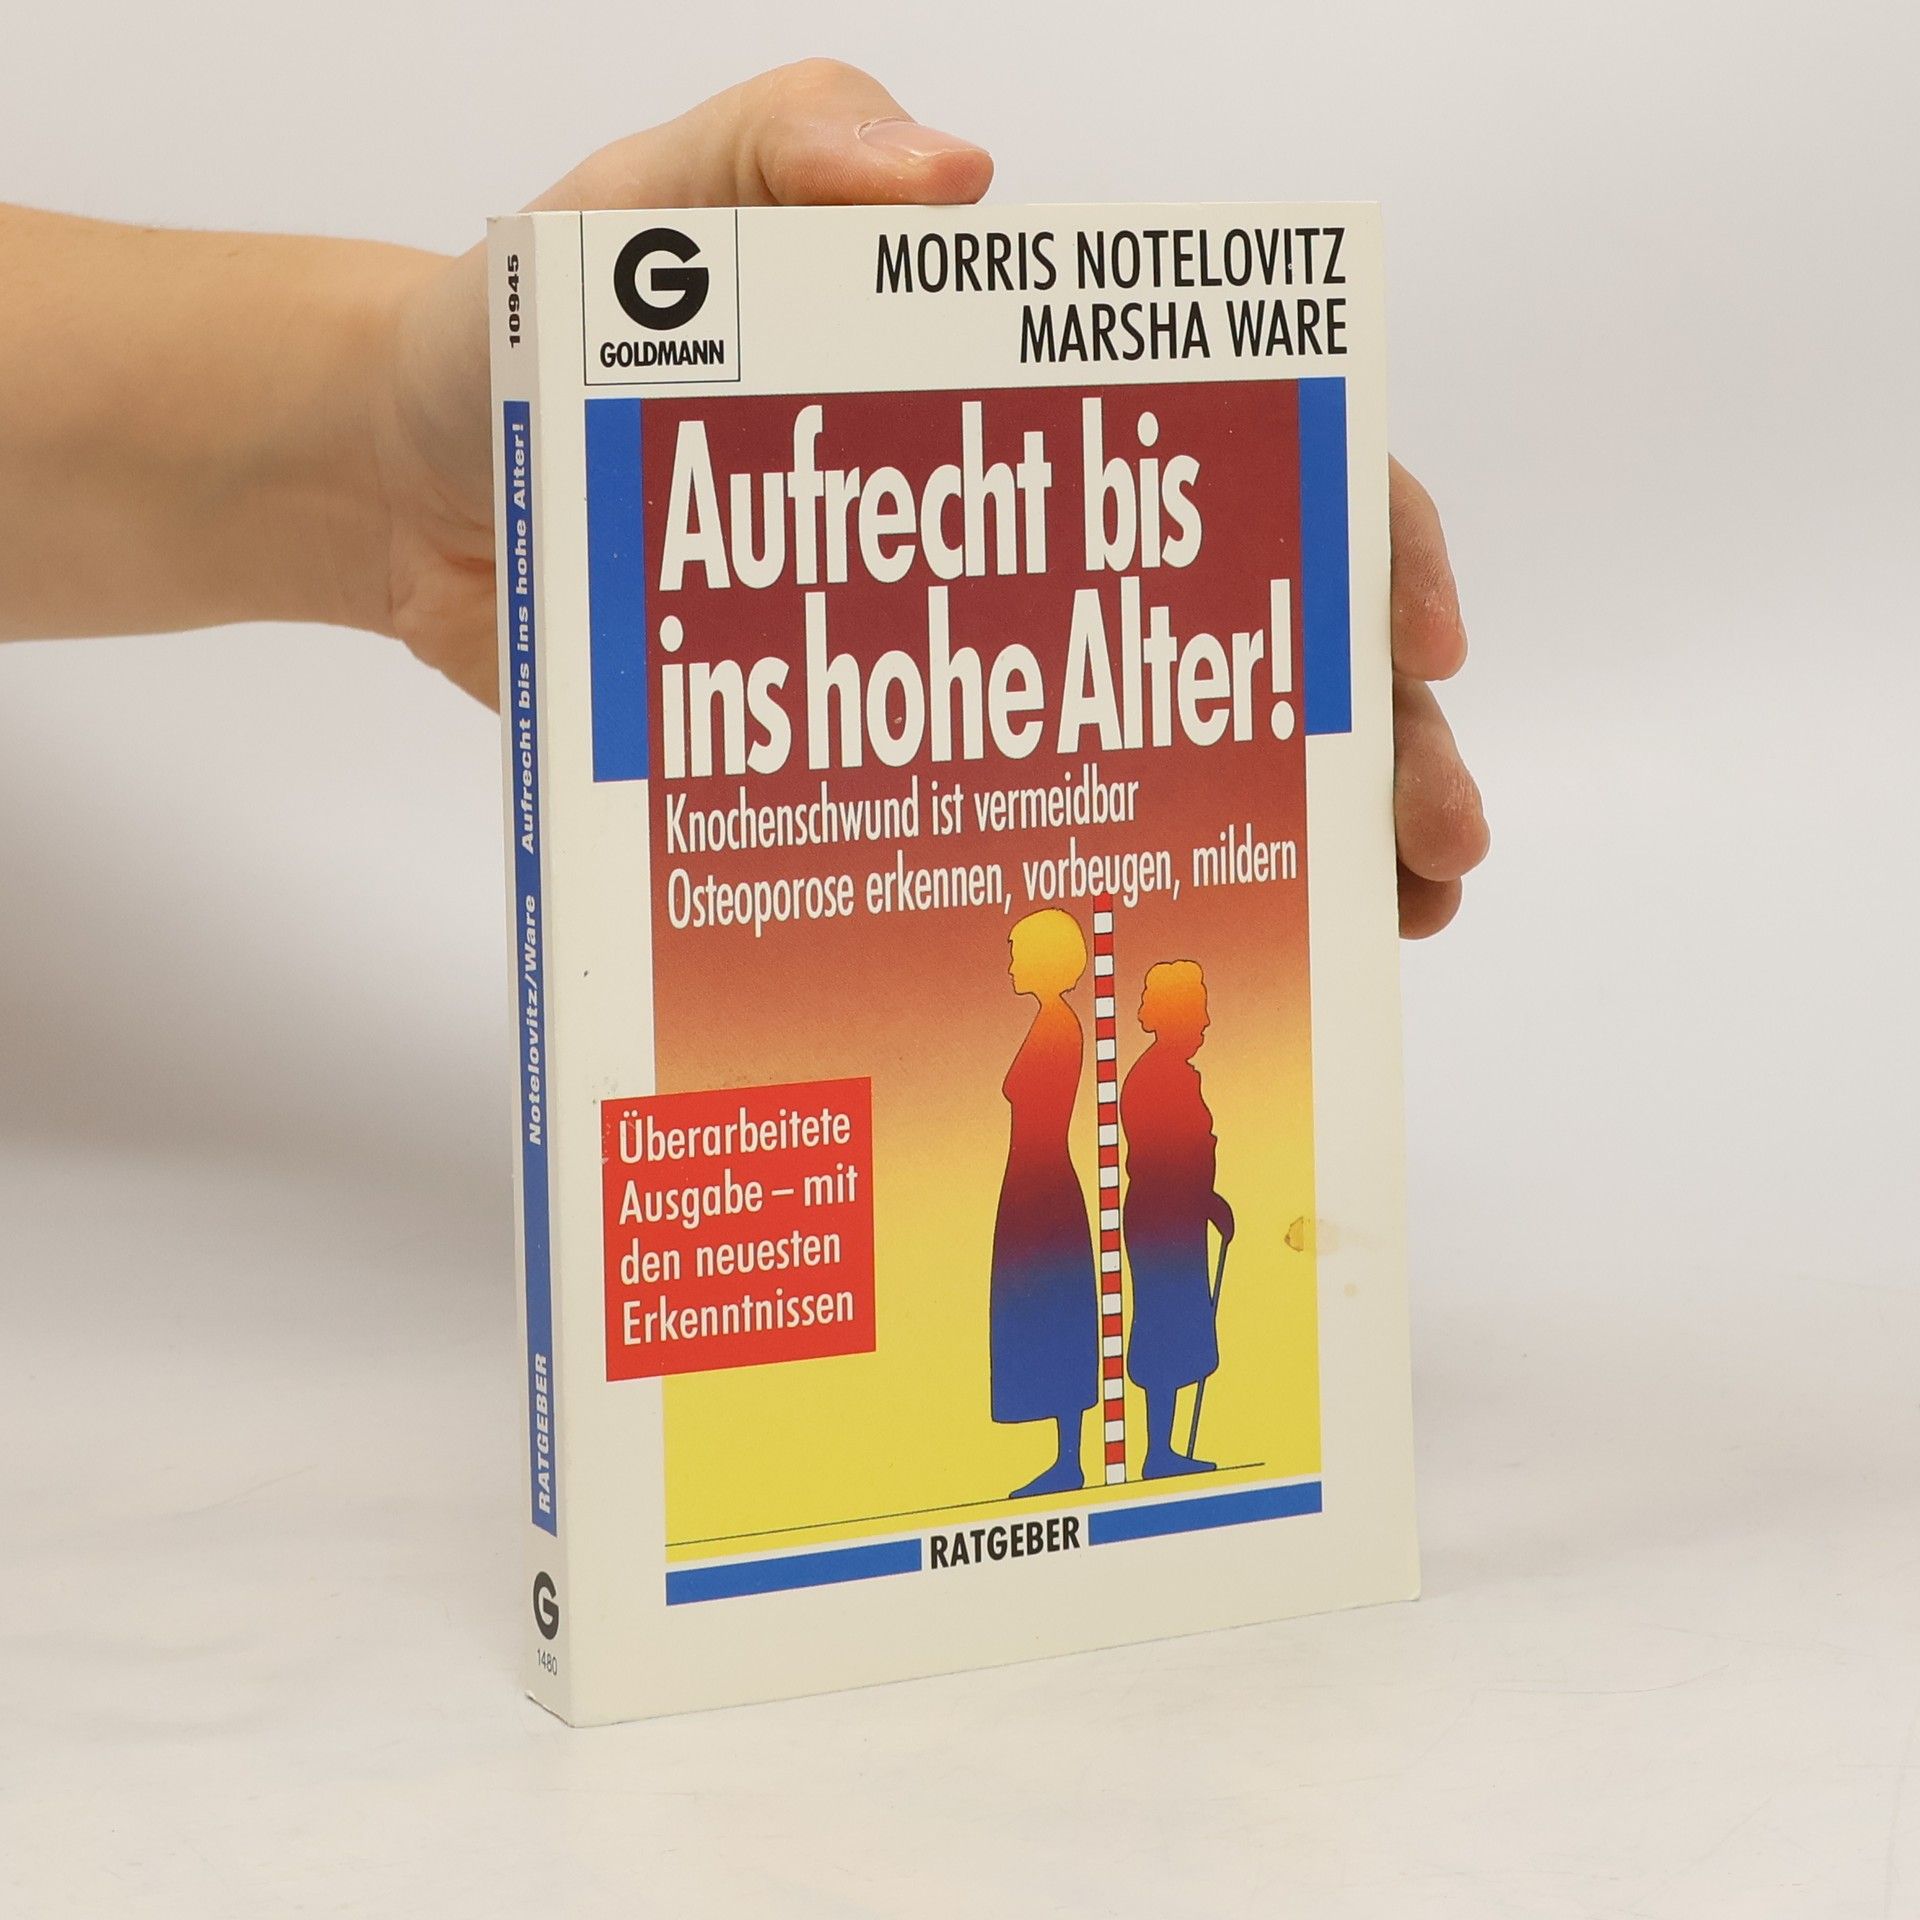 G
GOLDMANN
MORRIS NOTELOVITZ
MARSHA WARE
Aufrecht bis
ins hohe Alter!
Knochenschwund ist vermeidbar
Osteoporose erkennen, vorbeugen, mildern
Überarbeitete
Ausgabe – mit
den neuesten
Erkenntnissen
RATGEBER
10945
Notelovitz/Ware Aufrecht bis ins hohe Alter!
RATGEBER
G
1480